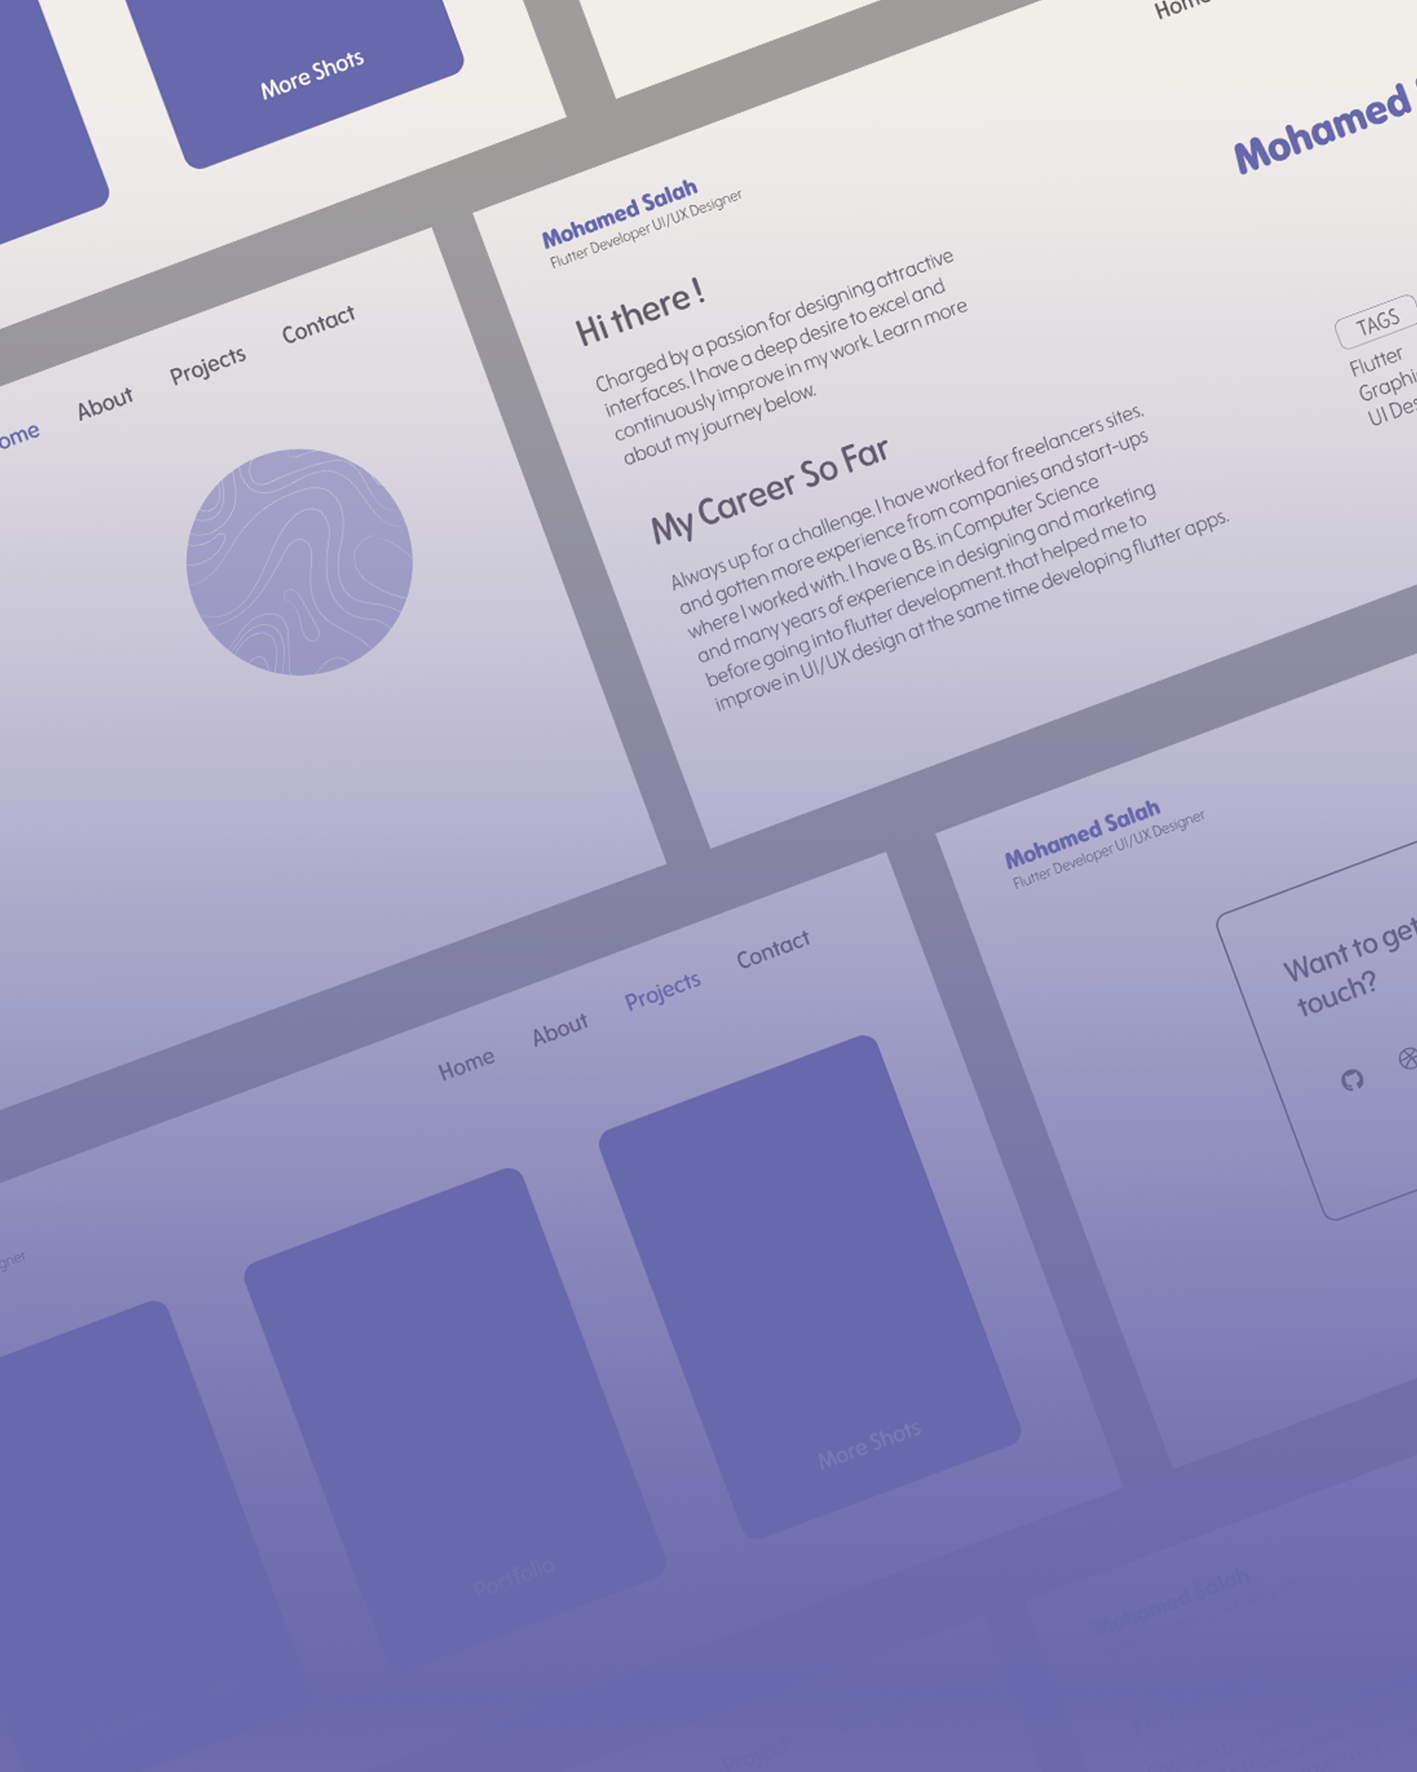 More Shots
Home
Mohamed
Mohamed Salah
Flutter Developer UI/UX Designer
Hi there !
Charged by a passion for designing attractive
interfaces, I have a deep desire to excel and
continuously improve in my work. Learn more
about my journey below.
TAGS
Flutter
Graphi
UI Des
My Career So Far
Always up for a challenge, I have worked for freelancers sites,
and gotten more experience from companies and start-ups
where I worked with. I have a Bs. in Computer Science
and many years of experience in designing and marketing
before going into flutter development. that helped me to
improve in UI/UX design at the same time developing flutter apps.
ome About Projects Contact
Mohamed Salah
Flutter Developer UI/UX Designer
Want to get
touch?
Home About Projects Contact
gner
More Shots
Portfolio
Mohamed Salah
Projects